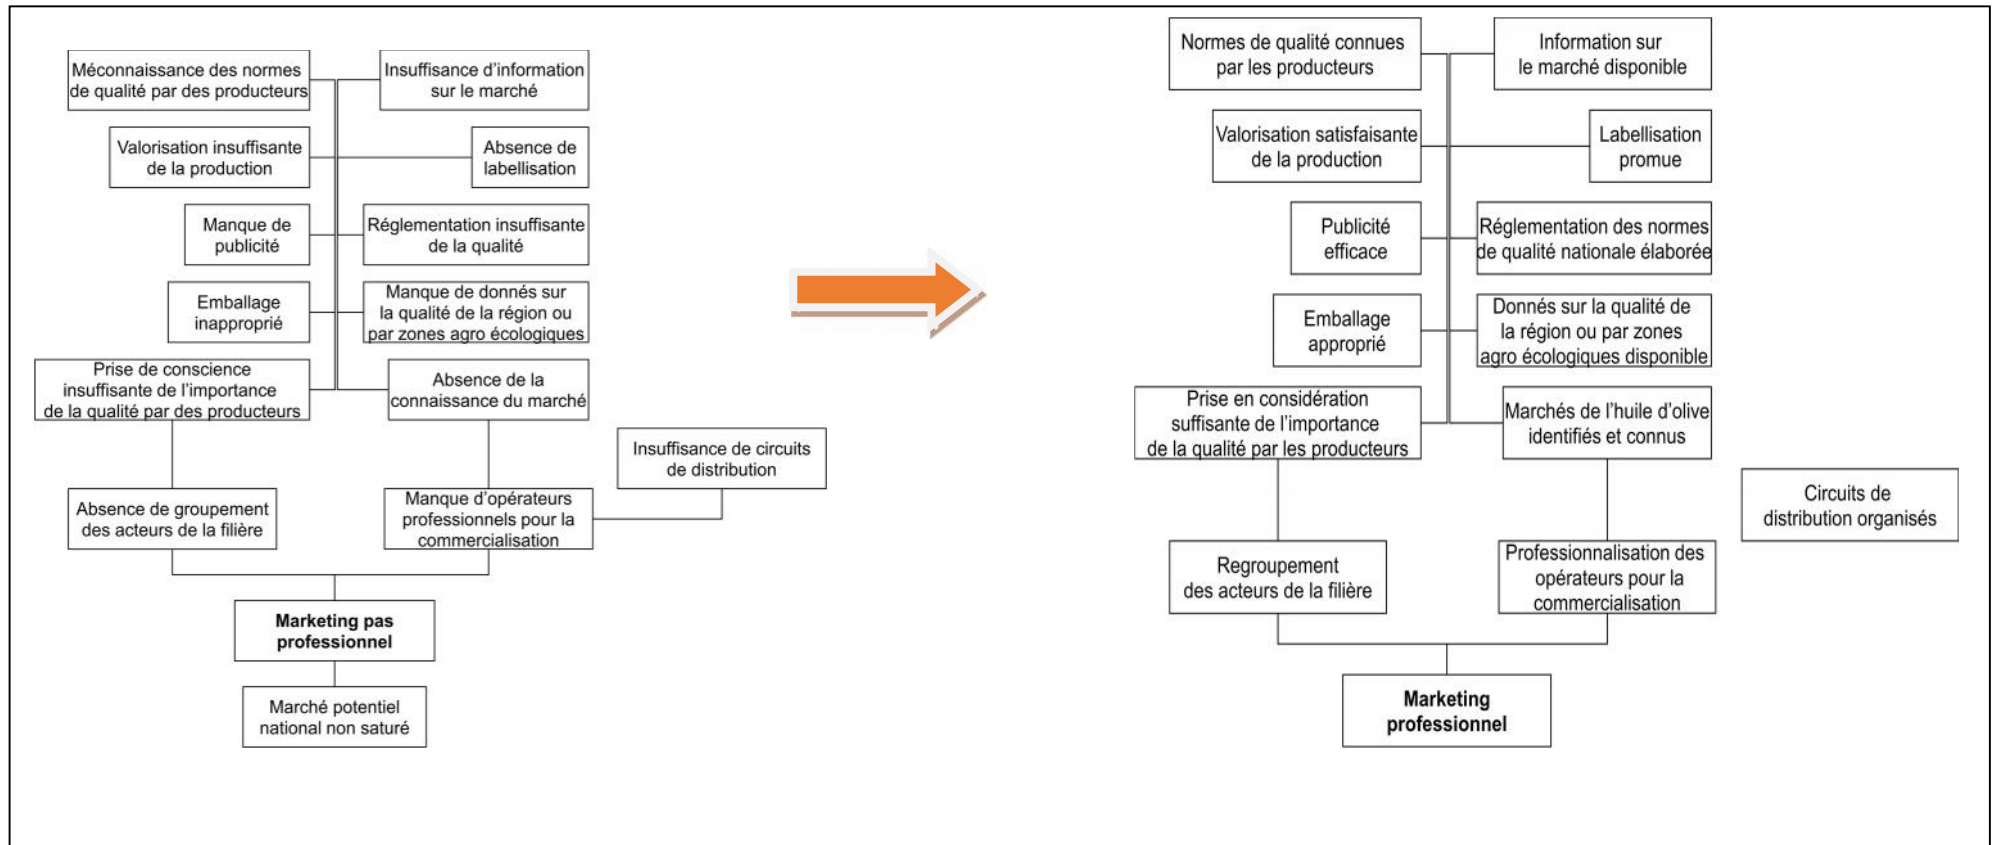 Méconnaissance des normes
de qualité par des producteurs
Insuffisance d'information
sur le marché
Valorisation insuffisante
de la production
Absence de
labellisation
Manque de
publicité
Réglementation insuffisante
de la qualité
Emballage
inapproprié
Manque de donnés sur
la qualité de la région ou
par zones agro écologiques
Prise de conscience
insuffisante de l'importance
de la qualité par des producteurs
Absence de la
connaissance du marché
Insuffisance de circuits
de distribution
Absence de groupement
des acteurs de la filière
Manque d'opérateurs
professionnels pour la
commercialisation
Marketing pas
professionnel
Marché potentiel
national non saturé
Normes de qualité connues
par les producteurs
Information sur
le marché disponible
Valorisation satisfaisante
de la production
Labellisation
promue
Publicité
efficace
Réglementation des normes
de qualité nationale élaborée
Emballage
approprié
Donnés sur la qualité de
la région ou par zones
agro écologiques disponible
Prise en considération
suffisante de l'importance
de la qualité par les producteurs
Marchés de l'huile d'olive
identifiés et connus
Circuits de
distribution organisés
Regroupement
des acteurs de la filière
Professionnalisation des
opérateurs pour la
commercialisation
Marketing
professionnel